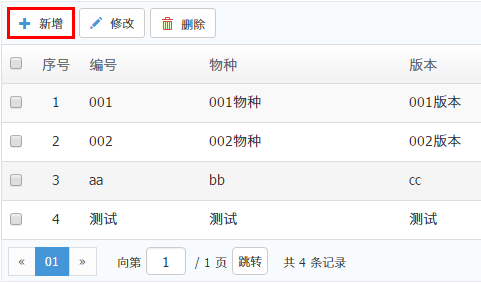 新增 修改 删除
序号 编号 物种 版本
1 001 001物种 001版本
2 002 002物种 002版本
3 aa bb cc
4 测试 测试 测试
« 01 » 向第 1 / 1 页 跳转 共 4 条记录